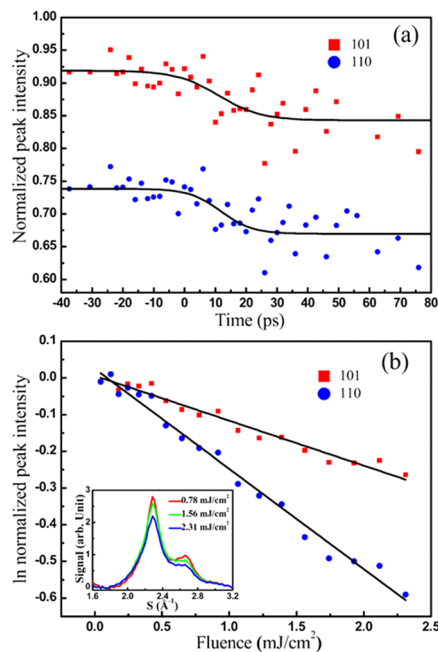 (a)
101
110
Normalized peak intensity
1.00
0.95
0.90
0.85
0.80
0.75
0.70
0.65
0.60
-40 -30 -20 -10 0 10 20 30 40 50 60 70 80
Time (ps)
(b)
101
110
ln normalized peak intensity
0.0
-0.1
-0.2
-0.3
-0.4
-0.5
-0.6
Signal (arb, Unit)
3
2
1
0
0.78 mJ/cm²
1.56 mJ/cm²
2.31 mJ/cm²
1.6 2.0 2.4 2.8 3.2
S (Å⁻¹)
0.0 0.5 1.0 1.5 2.0 2.5
Fluence (mJ/cm²)